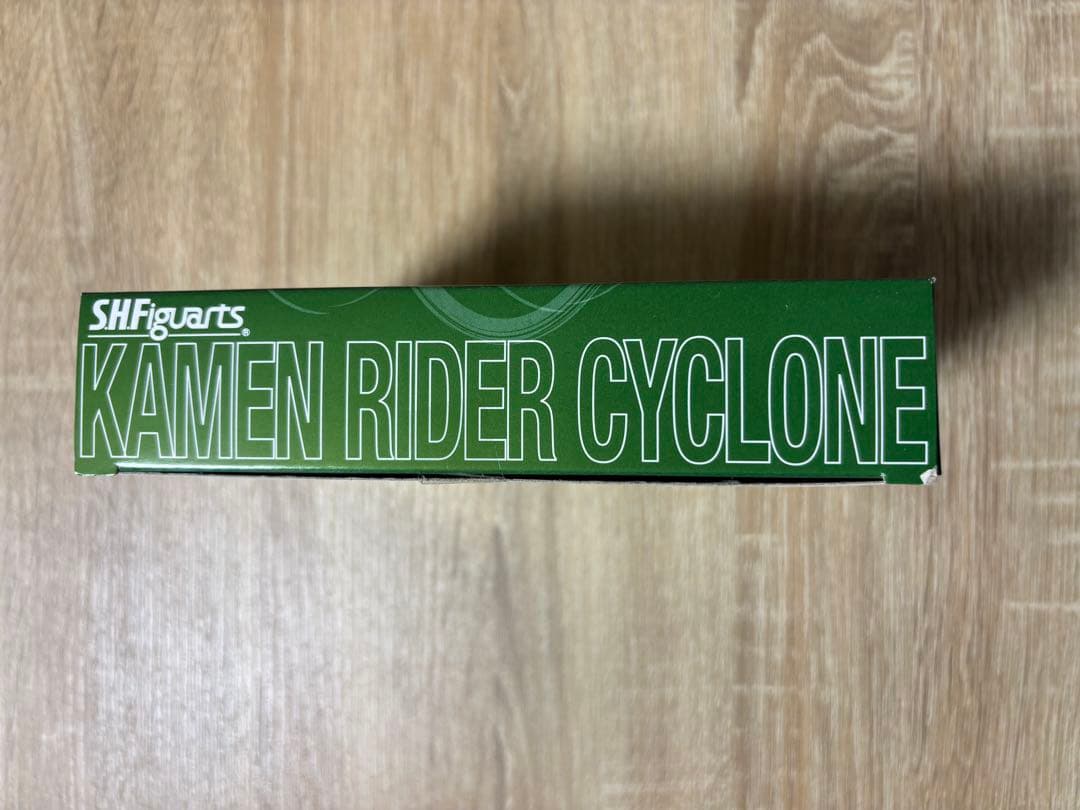 S.H.Figuarts®
KAMEN RIDER CYCLONE